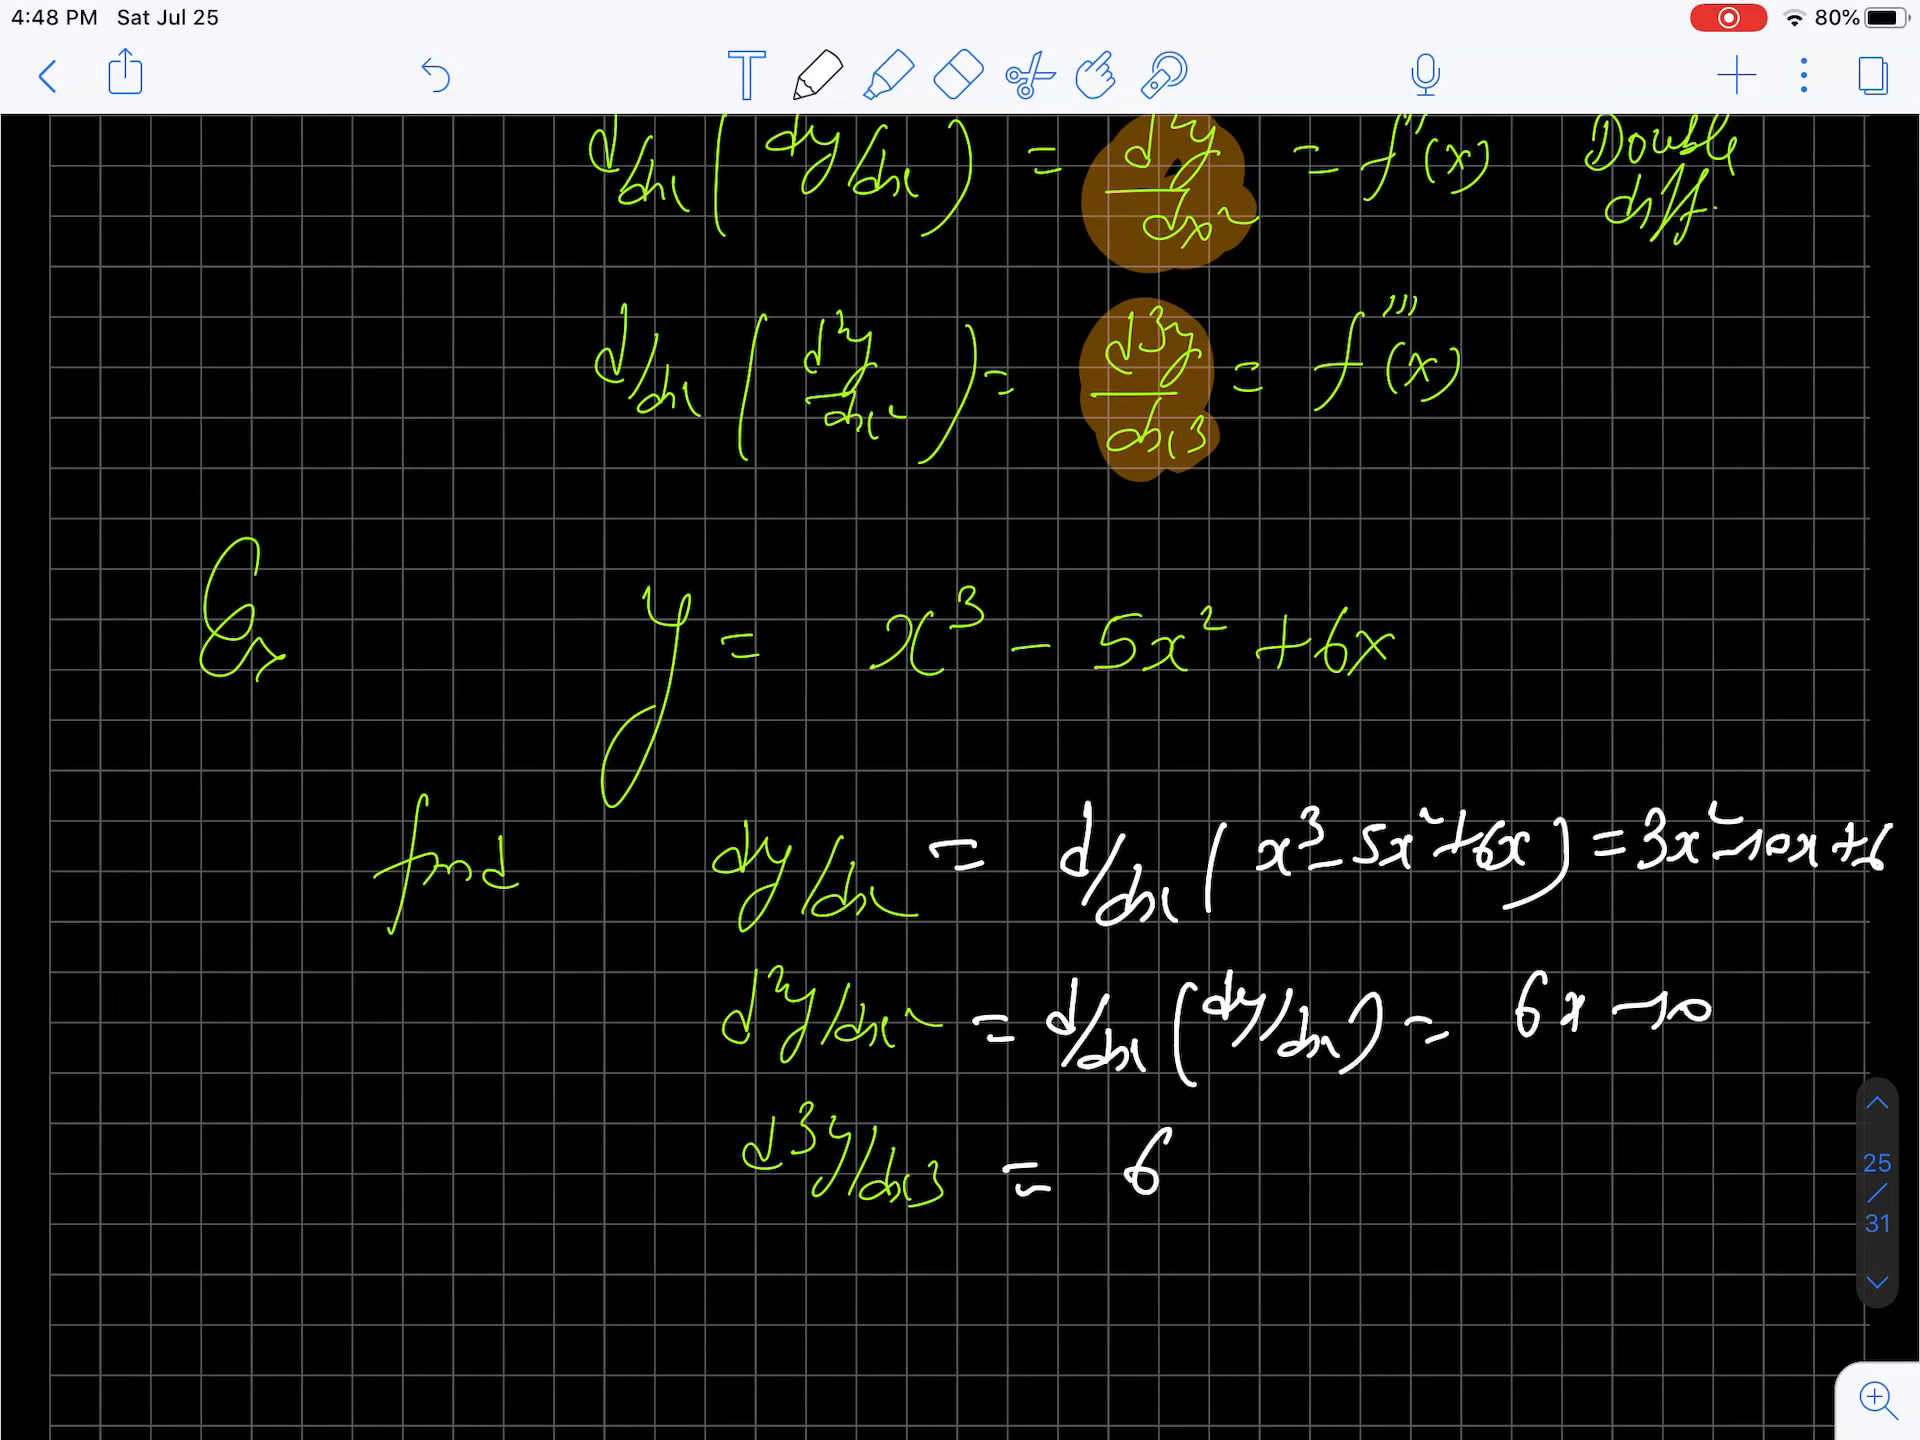 4:48 PM Sat Jul 25
80%
d/dx (dy/dx) = d²y/dx² = f''(x) Double diff.
d/dx (d²y/dx²) = d³y/dx³ = f'''(x)
Ex y = x³ - 5x² + 6x
find dy/dx = d/dx (x³ - 5x² + 6x) = 3x² - 10x + 6
d²y/dx² = d/dx (dy/dx) = 6x - 10
d³y/dx³ = 6
25
/
31